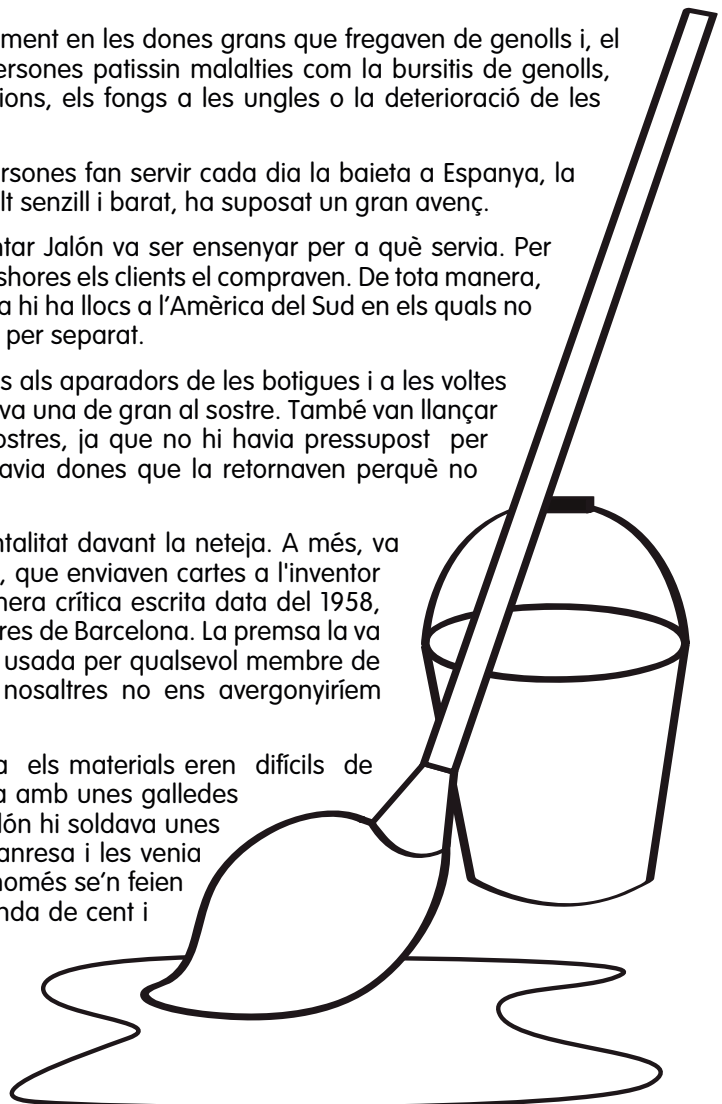 ment en les dones grans que fregaven de genolls i, el
ersones patissin malalties com la bursitis de genolls,
ions, els fongs a les ungles o la deterioració de les
ersones fan servir cada dia la baieta a Espanya, la
lt senzill i barat, ha suposat un gran avenç.
ntar Jalón va ser ensenyar per a què servia. Per
shores els clients el compraven. De tota manera,
a hi ha llocs a l’Amèrica del Sud en els quals no
per separat.
s als aparadors de les botigues i a les voltes
va una de gran al sostre. També van llançar
ostres, ja que no hi havia pressupost per
avia dones que la retornaven perquè no
ntalitat davant la neteja. A més, va
, que enviaven cartes a l'inventor
nera crítica escrita data del 1958,
res de Barcelona. La premsa la va
usada per qualsevol membre de
nosaltres no ens avergonyiríem
a els materials eren difícils de
a amb unes galledes
lón hi soldava unes
anresa i les venia
només se’n feien
nda de cent i